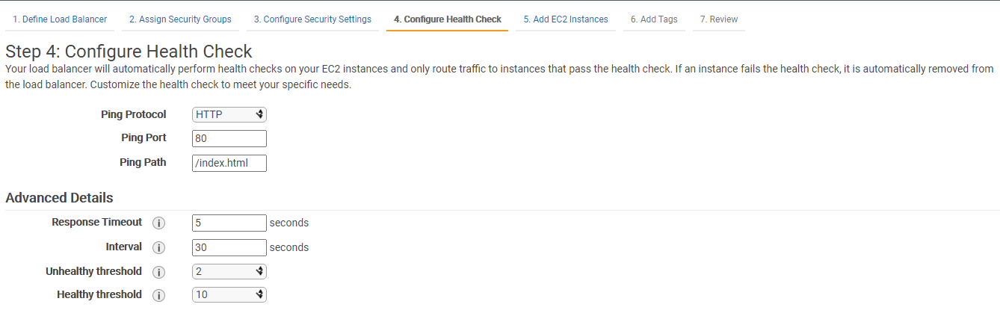 1. Define Load Balancer 2. Assign Security Groups 3. Configure Security Settings 4. Configure Health Check 5. Add EC2 Instances 6. Add Tags 7. Review
Step 4: Configure Health Check
Your load balancer will automatically perform health checks on your EC2 instances and only route traffic to instances that pass the health check. If an instance fails the health check, it is automatically removed from
the load balancer. Customize the health check to meet your specific needs.
Ping Protocol HTTP
Ping Port 80
Ping Path /index.html
Advanced Details
Response Timeout i 5 seconds
Interval i 30 seconds
Unhealthy threshold i 2
Healthy threshold i 10